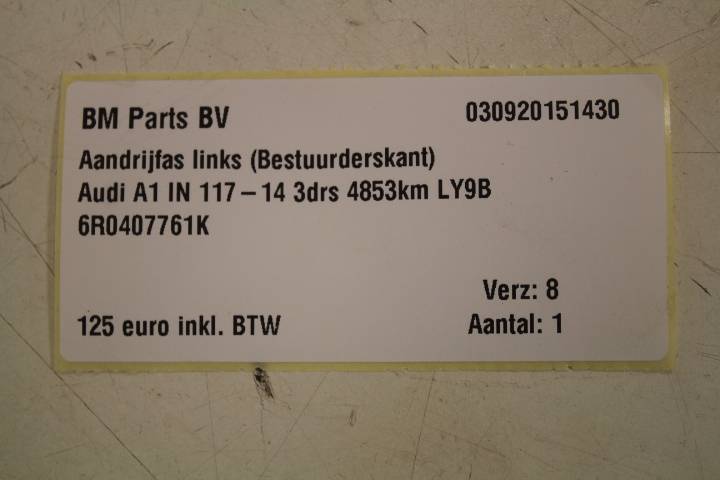 BM Parts BV 030920151430
Aandrijfas links (Bestuurderskant)
Audi A1 IN 117 – 14 3drs 4853km LY9B
6R0407761K
Verz: 8
125 euro inkl. BTW Aantal: 1